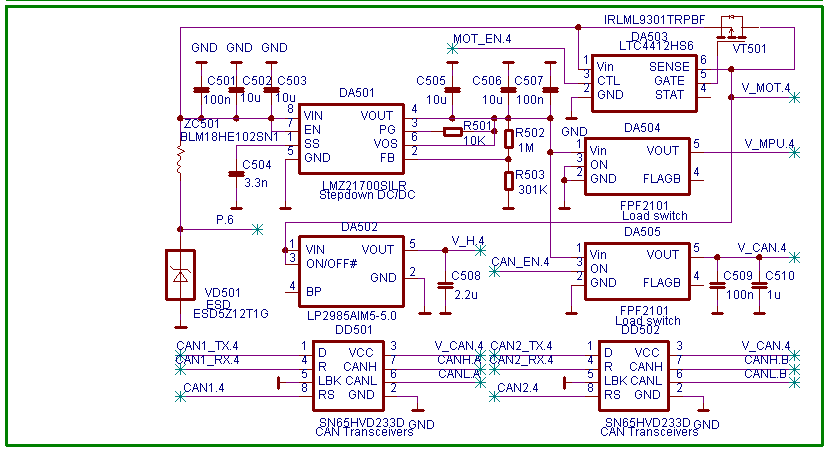 IRLML9301TRPBF
MOT_EN.4
DA503
LTC4412HS6
VT501
GND GND GND
1 Vin SENSE 6
3 CTL GATE 5
2 GND STAT 4
V_MOT.4
C501 100n
C502 10u
C503 10u
C505 10u
C506 10u
C507 100n
ZC501
BLM18HE102SN1
DA501
8 VIN VOUT 4
7 EN PG 3
1 SS VOS 6
5 GND FB 2
LMZ21700SILR
Stepdown DC/DC
R501
10K
R502
1M
R503
301K
GND
DA504
1 Vin VOUT 5
3 ON
2 GND FLAGB 4
V_MPU.4
FPF2101
Load switch
C504
3.3n
P.6
DA502
1 VIN VOUT 5
3 ON/OFF#
GND 2
4 BP
LP2985AIM5-5.0
V_H.4
C508
2.2u
CAN_EN.4
DA505
1 Vin VOUT 5
3 ON
2 GND FLAGB 4
V_CAN.4
FPF2101
Load switch
C509
100n
C510
1u
VD501
ESD
ESD5Z12T1G
DD501
CAN1_TX.4 1 D VCC 3 V_CAN.4
CAN1_RX.4 4 R CANH 7 CANH.A
5 LBK CANL 6 CANL.A
CAN1.4 8 RS GND 2
GND
SN65HVD233D
CAN Transceivers
DD502
CAN2_TX.4 1 D VCC 3 V_CAN.4
CAN2_RX.4 4 R CANH 7 CANH.B
5 LBK CANL 6 CANL.B
CAN2.4 8 RS GND 2
GND
SN65HVD233D
CAN Transceivers